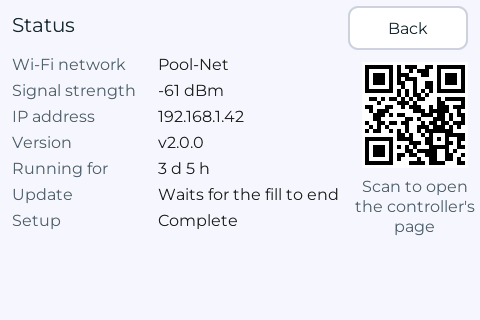 Status
Back
Wi-Fi network Pool-Net
Signal strength -61 dBm
IP address 192.168.1.42
Version v2.0.0
Running for 3 d 5 h
Update Waits for the fill to end
Setup Complete
Scan to open
the controller's
page